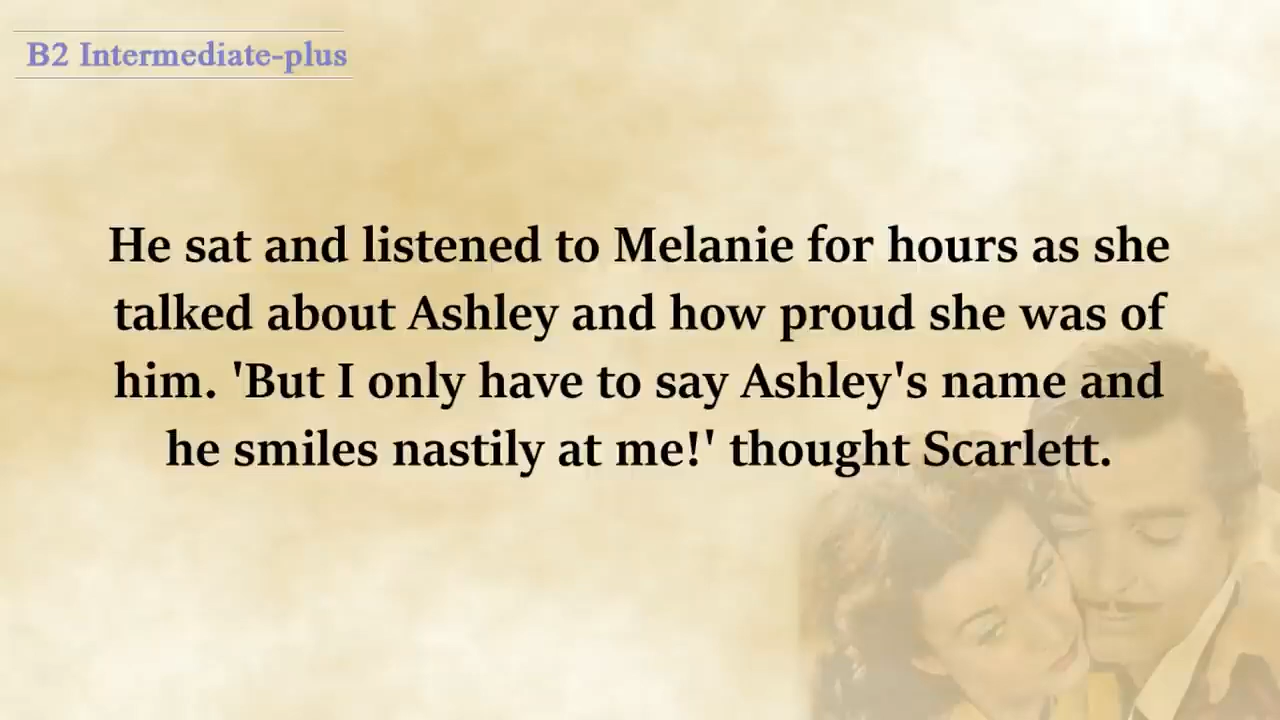 B2 Intermediate-plus
He sat and listened to Melanie for hours as she
talked about Ashley and how proud she was of
him. 'But I only have to say Ashley's name and
he smiles nastily at me!' thought Scarlett.